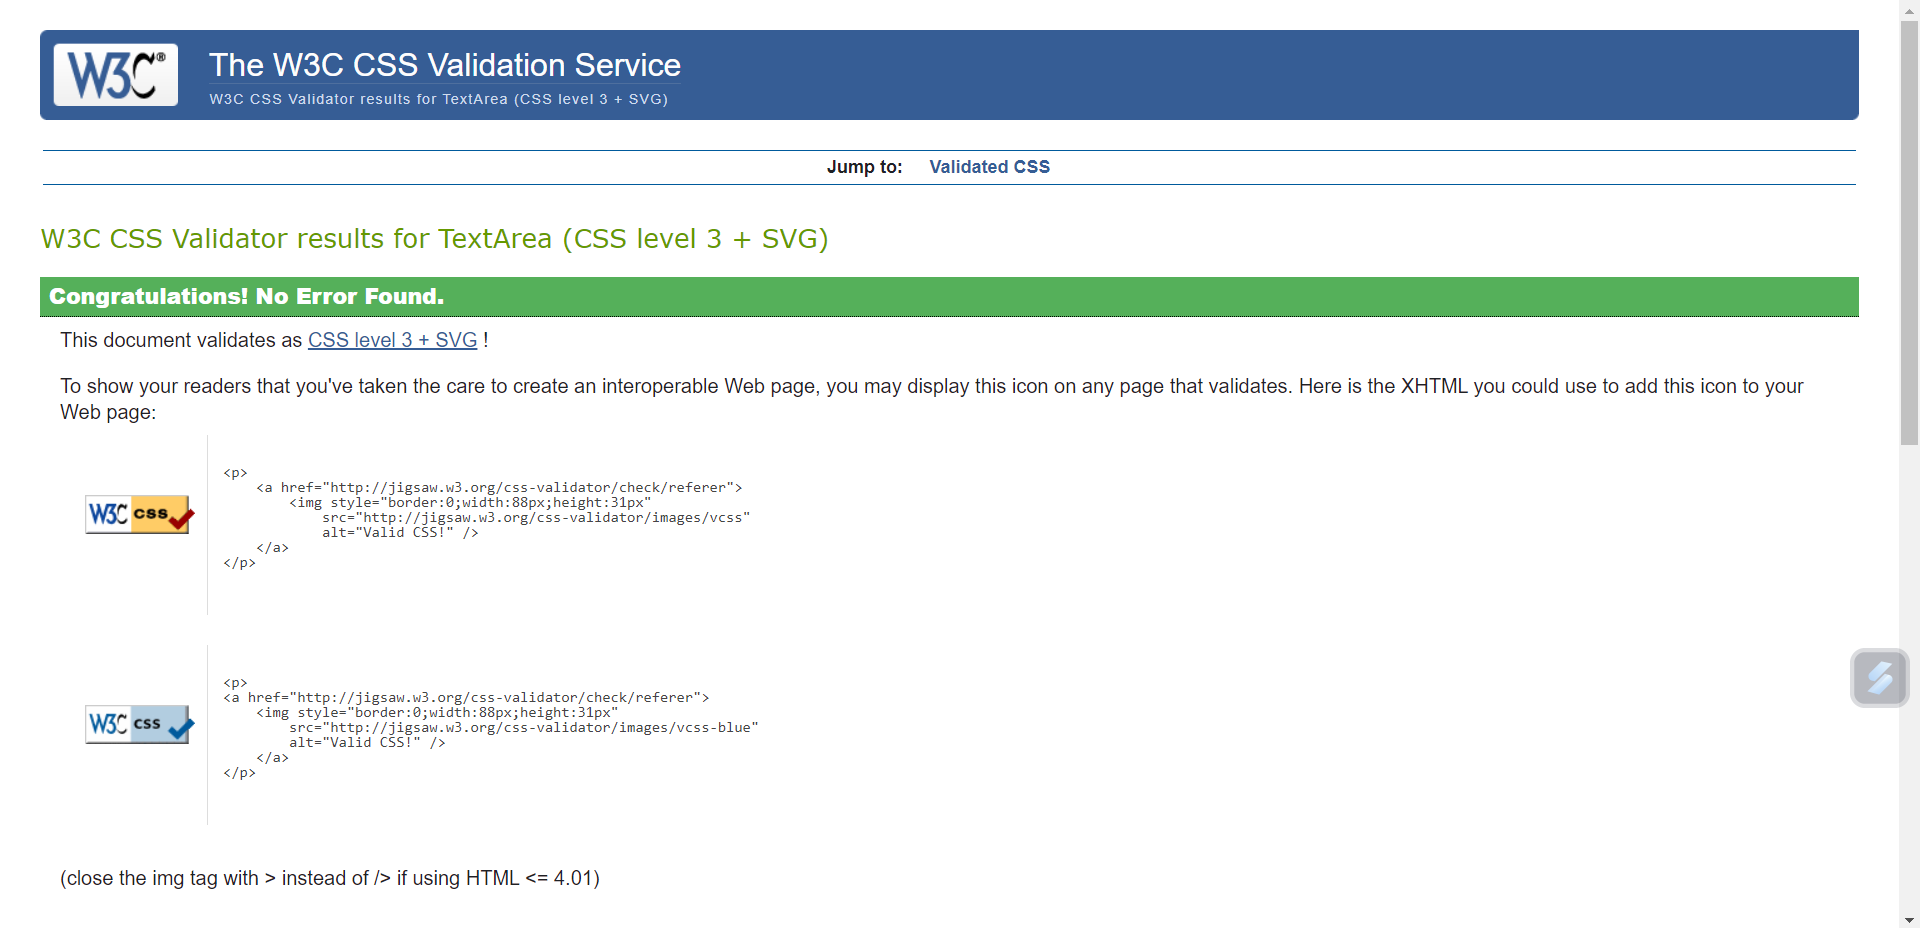 W3C®
The W3C CSS Validation Service
W3C CSS Validator results for TextArea (CSS level 3 + SVG)
Jump to: Validated CSS
W3C CSS Validator results for TextArea (CSS level 3 + SVG)
Congratulations! No Error Found.
This document validates as CSS level 3 + SVG !
To show your readers that you've taken the care to create an interoperable Web page, you may display this icon on any page that validates. Here is the XHTML you could use to add this icon to your
Web page:
W3C css
<p>
    <a href="http://jigsaw.w3.org/css-validator/check/referer">
        <img style="border:0;width:88px;height:31px"
            src="http://jigsaw.w3.org/css-validator/images/vcss"
            alt="Valid CSS!" />
    </a>
</p>
W3C css
<p>
<a href="http://jigsaw.w3.org/css-validator/check/referer">
    <img style="border:0;width:88px;height:31px"
        src="http://jigsaw.w3.org/css-validator/images/vcss-blue"
        alt="Valid CSS!" />
    </a>
</p>
(close the img tag with > instead of /> if using HTML <= 4.01)